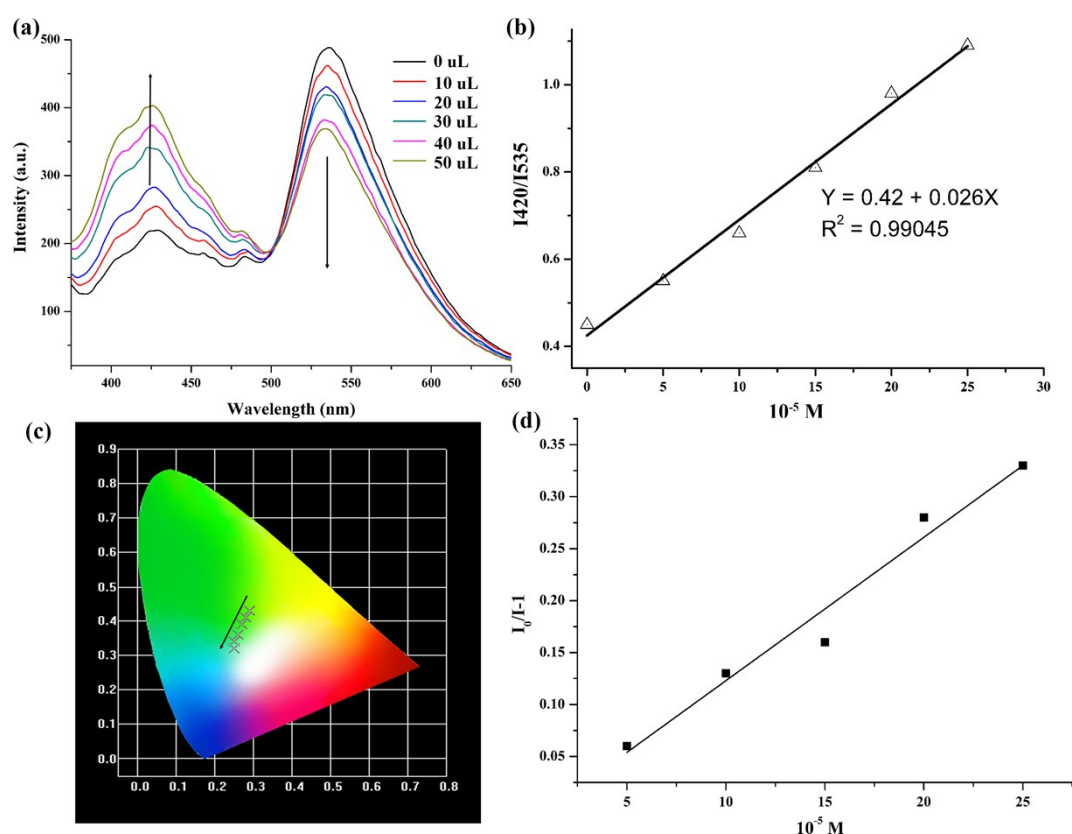 (a)
500
400
300
200
100
Intensity (a.u.)
400 450 500 550 600 650
Wavelength (nm)
0 uL
10 uL
20 uL
30 uL
40 uL
50 uL
(b)
1.0
0.8
0.6
0.4
I420/I535
Y = 0.42 + 0.026X
R² = 0.99045
0 5 10 15 20 25 30
10⁻⁵ M
(c)
0.9
0.8
0.7
0.6
0.5
0.4
0.3
0.2
0.1
0.0
0.0 0.1 0.2 0.3 0.4 0.5 0.6 0.7 0.8
(d)
0.35
0.30
0.25
0.20
0.15
0.10
0.05
I₀/I-1
5 10 15 20 25
10⁻⁵ M